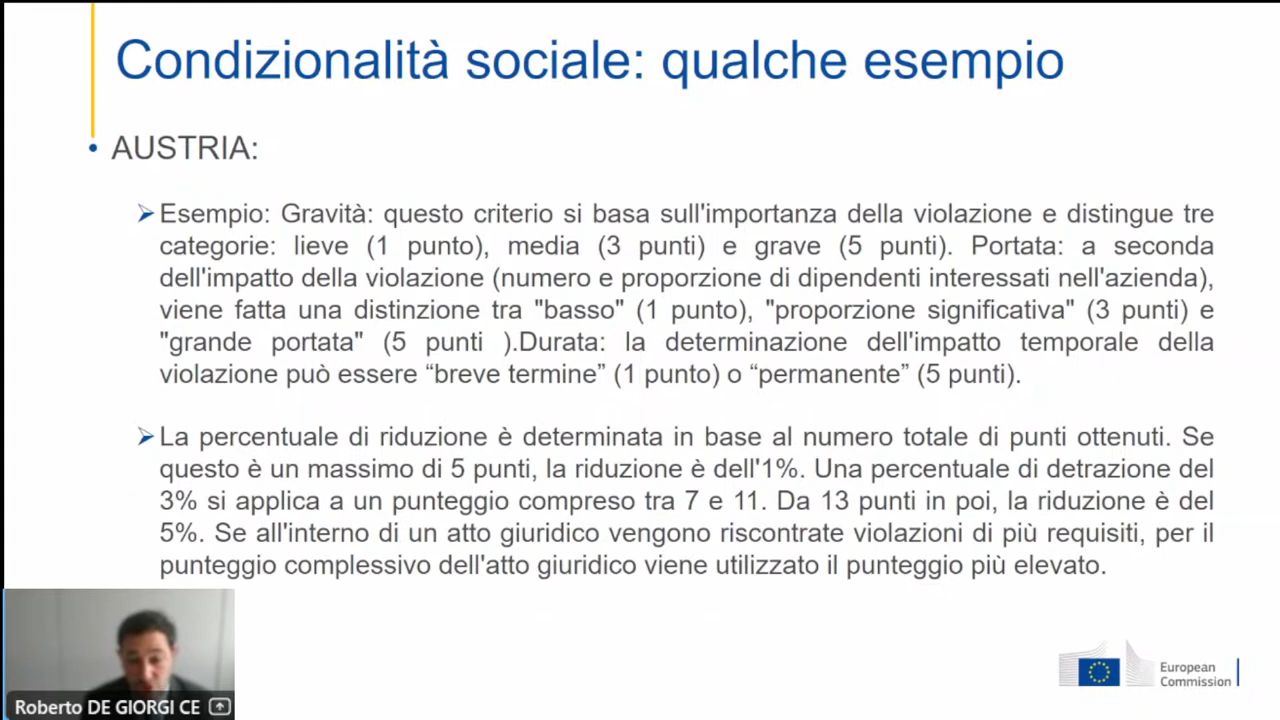 Condizionalità sociale: qualche esempio
• AUSTRIA:
Esempio: Gravità: questo criterio si basa sull'importanza della violazione e distingue tre
categorie: lieve (1 punto), media (3 punti) e grave (5 punti). Portata: a seconda
dell'impatto della violazione (numero e proporzione di dipendenti interessati nell'azienda),
viene fatta una distinzione tra "basso" (1 punto), "proporzione significativa" (3 punti) e
"grande portata" (5 punti ).Durata: la determinazione dell'impatto temporale della
violazione può essere “breve termine” (1 punto) o “permanente” (5 punti).
La percentuale di riduzione è determinata in base al numero totale di punti ottenuti. Se
questo è un massimo di 5 punti, la riduzione è dell'1%. Una percentuale di detrazione del
3% si applica a un punteggio compreso tra 7 e 11. Da 13 punti in poi, la riduzione è del
5%. Se all'interno di un atto giuridico vengono riscontrate violazioni di più requisiti, per il
punteggio complessivo dell'atto giuridico viene utilizzato il punteggio più elevato.
Roberto DE GIORGI CE
European
Commission